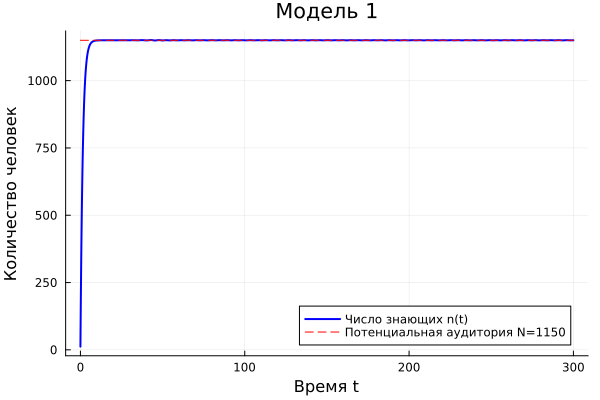 Модель 1
Количество человек
1000
750
500
250
0
0
100
200
300
Время t
Число знающих n(t)
Потенциальная аудитория N=1150